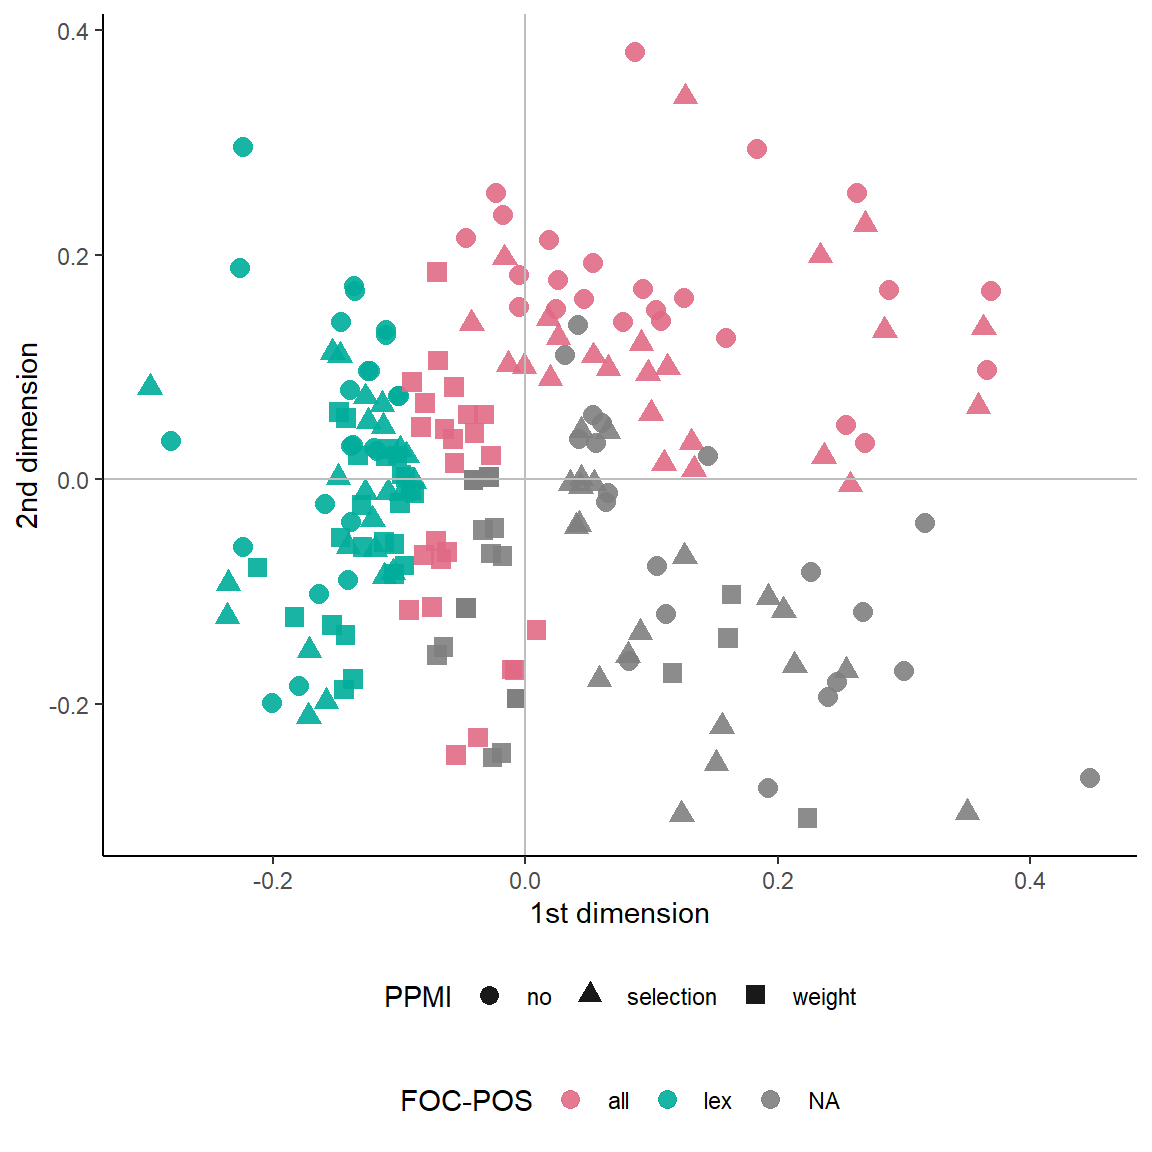 0.4
0.2
0.0
-0.2
2nd dimension
-0.2 0.0 0.2 0.4
1st dimension
PPMI no selection weight
FOC-POS all lex NA